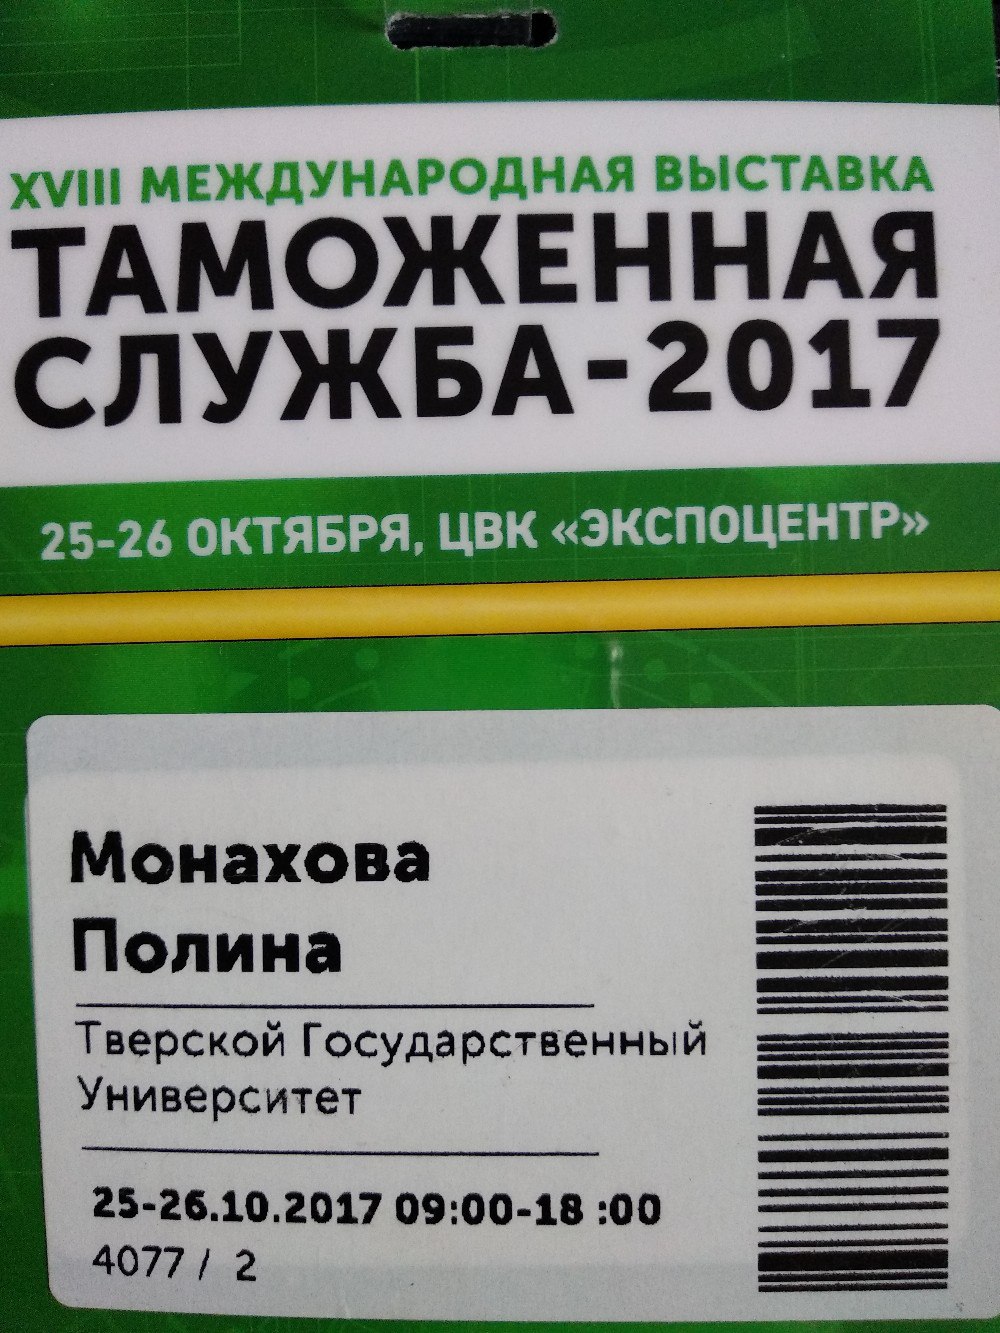 XVIII МЕЖДУНАРОДНАЯ ВЫСТАВКА
ТАМОЖЕННАЯ
СЛУЖБА-2017
25-26 ОКТЯБРЯ, ЦВК «ЭКСПОЦЕНТР»
Монахова
Полина
Тверской Государственный
Университет
25-26.10.2017 09:00-18 :00
4077 / 2